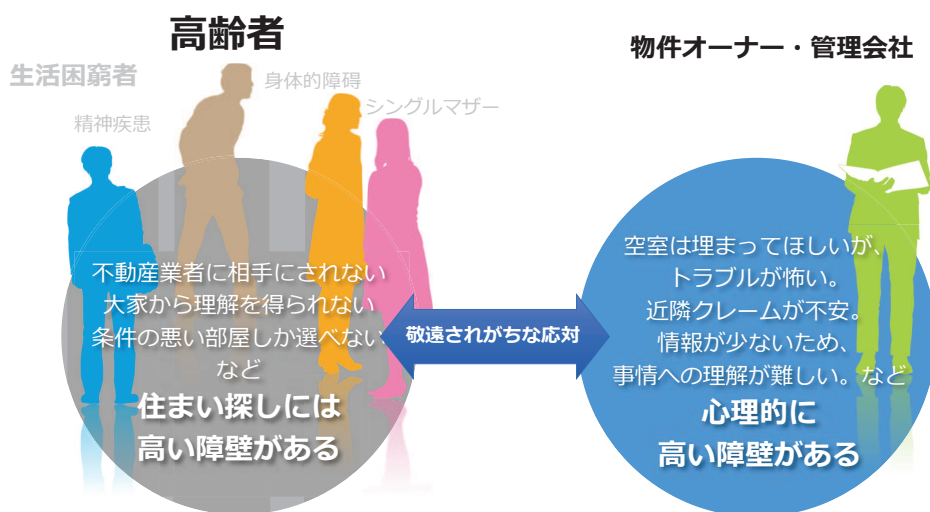 高齢者
生活困窮者
身体的障碍
シングルマザー
精神疾患
不動産業者に相手にされない
大家から理解を得られない
条件の悪い部屋しか選べない
など
住まい探しには
高い障壁がある
敬遠されがちな応対
物件オーナー・管理会社
空室は埋まってほしいが、
トラブルが怖い。
近隣クレームが不安。
情報が少ないため、
事情への理解が難しい。など
心理的に
高い障壁がある